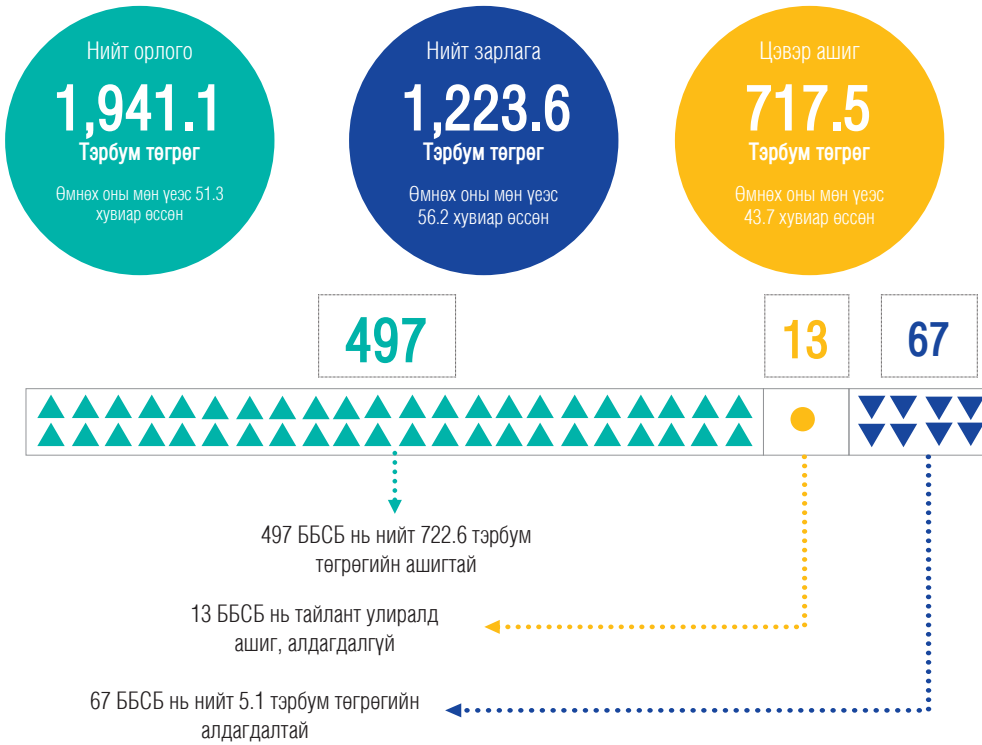 Нийт орлого
1,941.1
Тэрбум төгрөг
Өмнөх оны мөн үеэс 51.3
хувиар өссөн
Нийт зарлага
1,223.6
Тэрбум төгрөг
Өмнөх оны мөн үеэс
56.2 хувиар өссөн
Цэвэр ашиг
717.5
Тэрбум төгрөг
Өмнөх оны мөн үеэс
43.7 хувиар өссөн
497
13
67
497 ББСБ нь нийт 722.6 тэрбум
төгрөгийн ашигтай
13 ББСБ нь тайлант улиралд
ашиг, алдагдалгүй
67 ББСБ нь нийт 5.1 тэрбум төгрөгийн
алдагдалтай